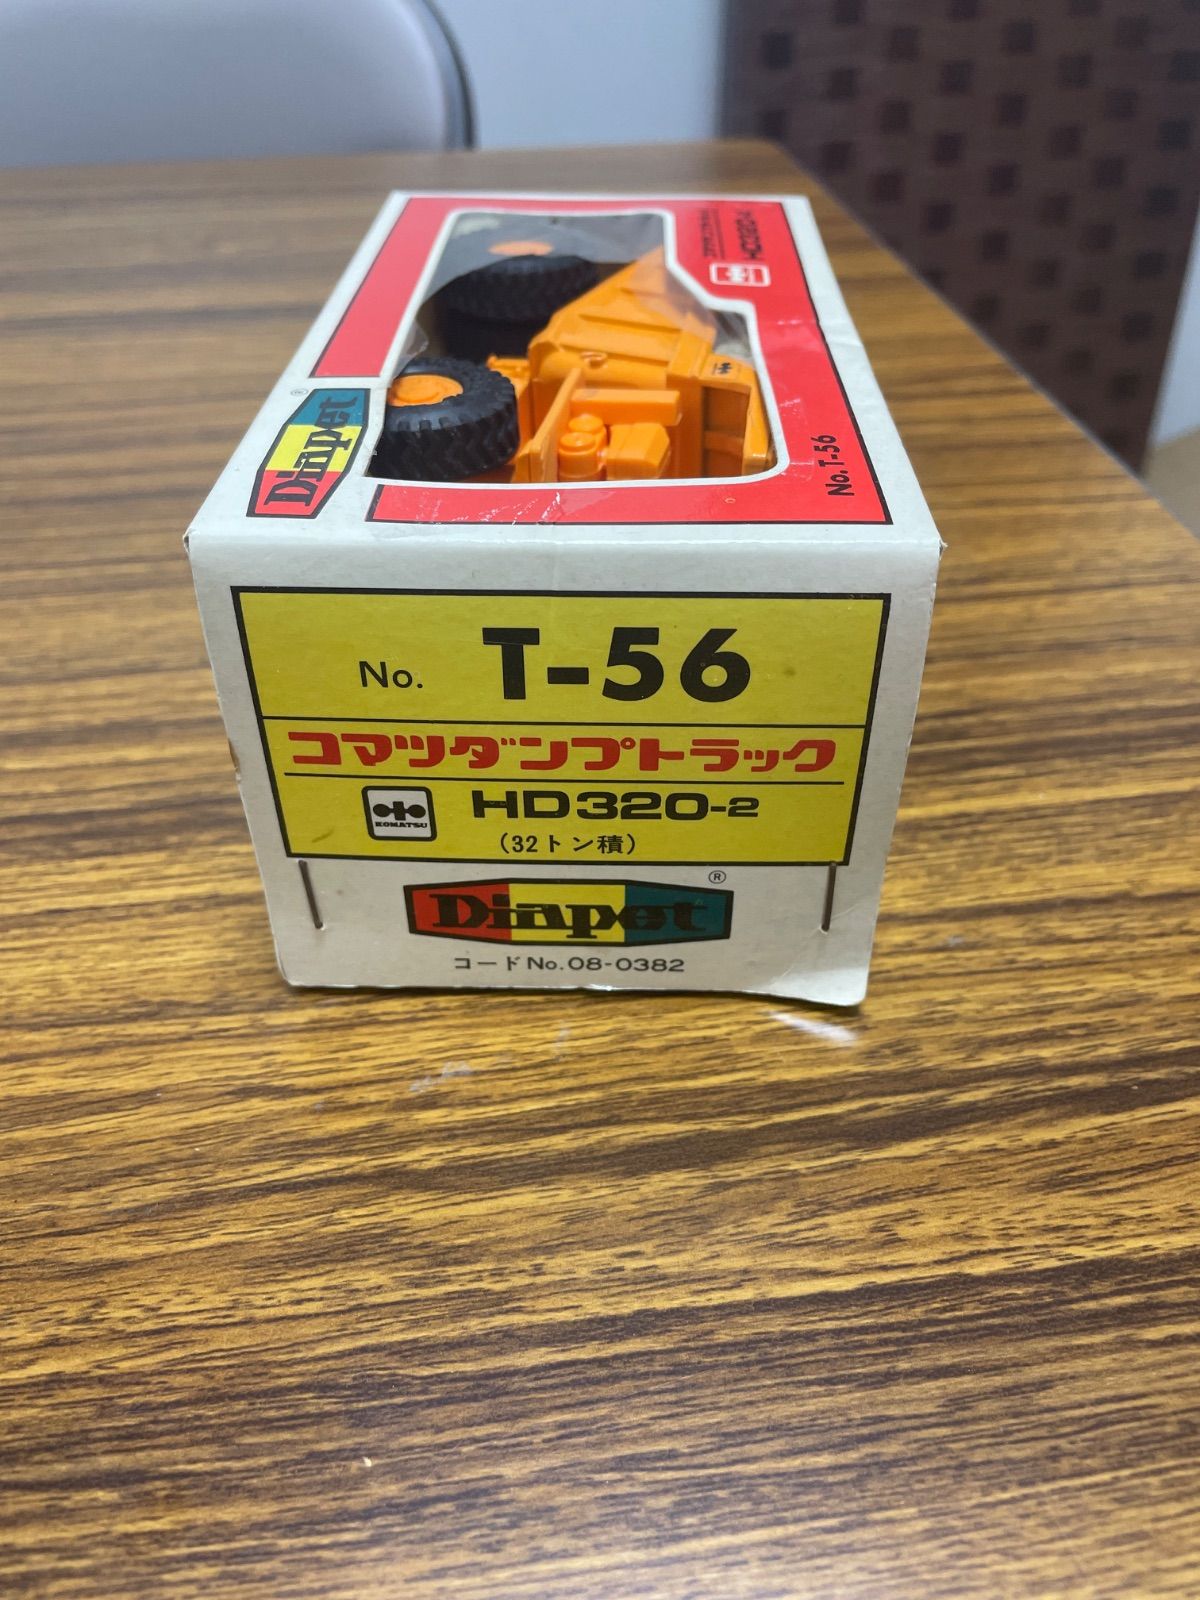 HD320-
No.T-56
Diapet
®
No. T-56
コマツダンプトラック
KOMATSU
HD320-2
(32トン積)
Diapet ®
コードNo.08-0382